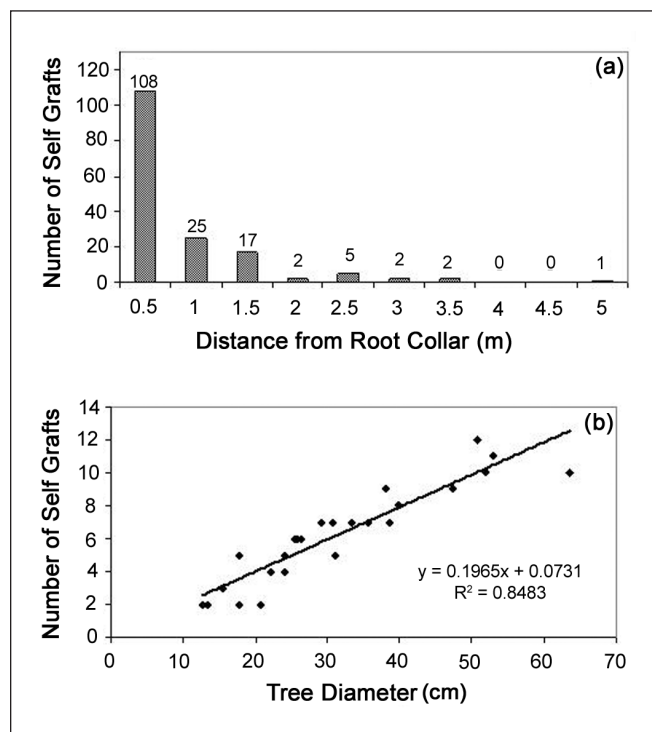 (a)
Number of Self Grafts
120
100
80
60
40
20
0
108
25
17
2
5
2
2
0
0
1
0.5 1 1.5 2 2.5 3 3.5 4 4.5 5
Distance from Root Collar (m)
(b)
Number of Self Grafts
14
12
10
8
6
4
2
0
y = 0.1965x + 0.0731
R² = 0.8483
0 10 20 30 40 50 60 70
Tree Diameter (cm)